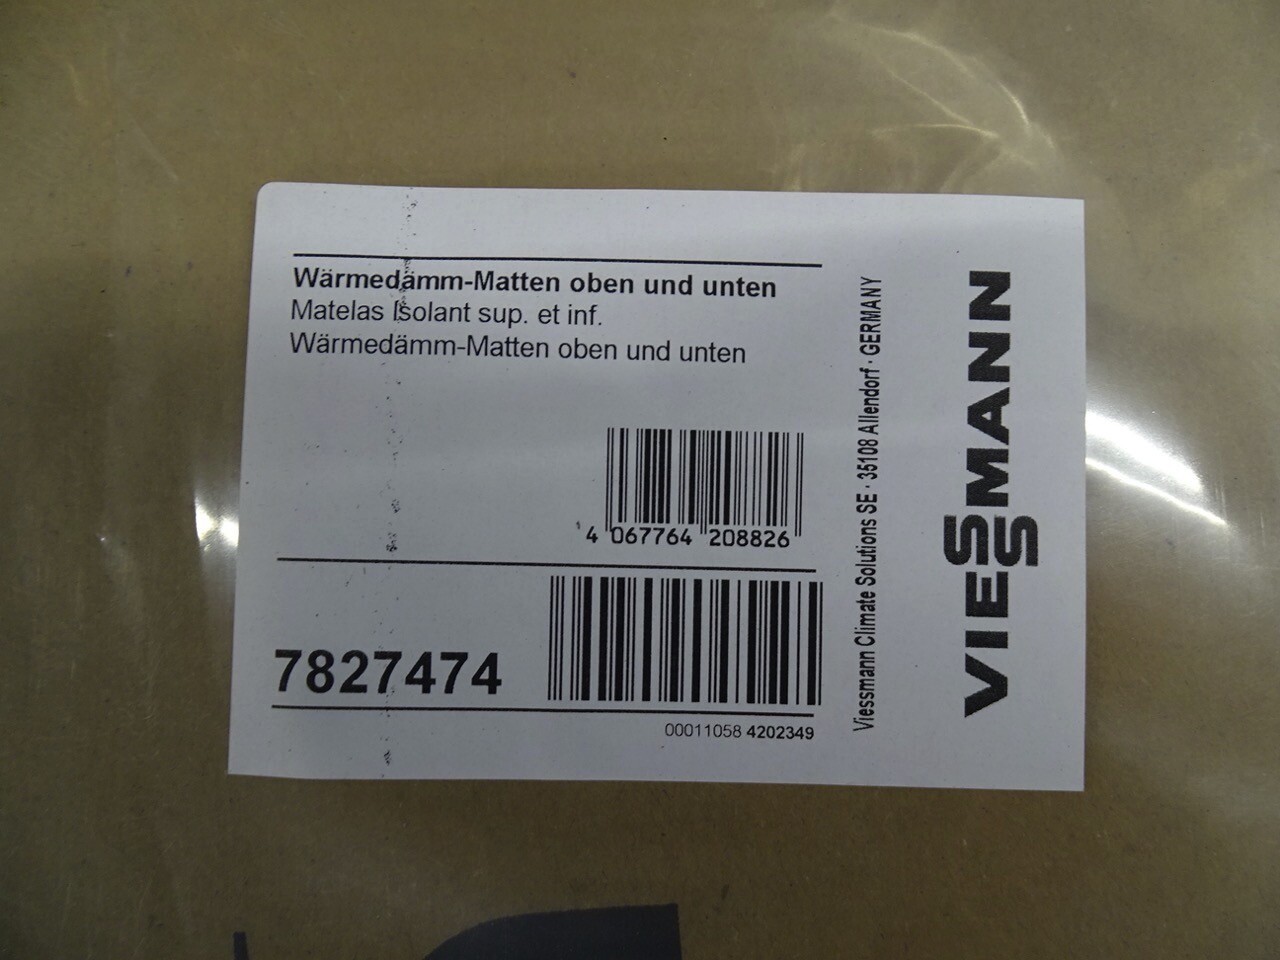 Wärmedämm-Matten oben und unten
Matelas Isolant sup. et inf.
Wärmedämm-Matten oben und unten
4 067764 208826
7827474
00011058 4202349
Viessmann Climate Solutions SE · 35108 Allendorf · GERMANY
VIESSMANN